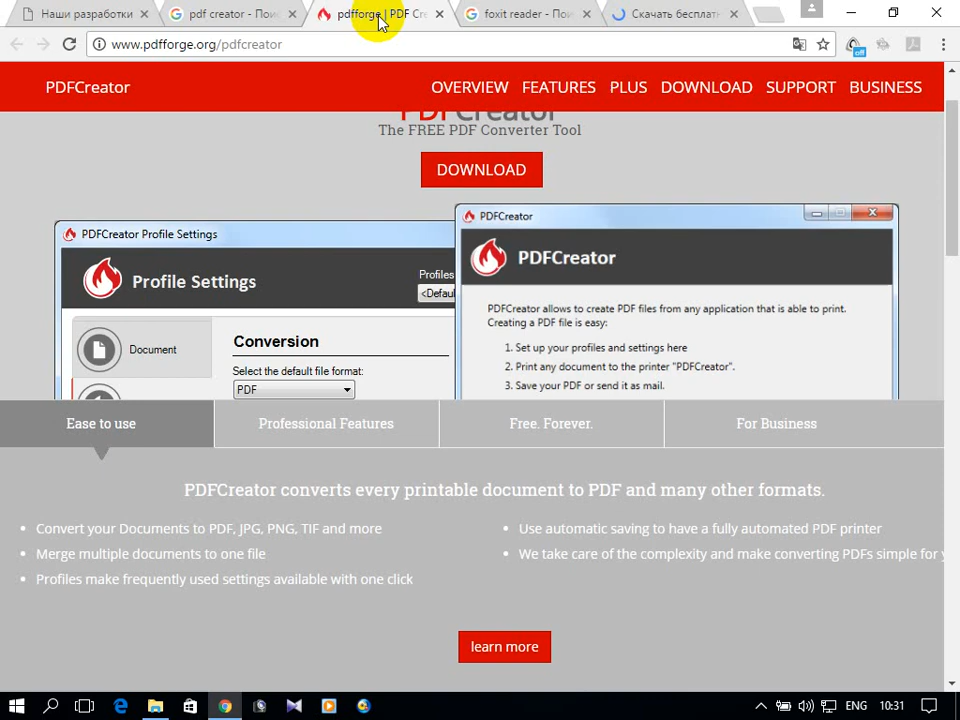 Наши разработки
pdf creator - Пои
pdfforge | PDF Cre
foxit reader - Пои
Скачать бесплатн
www.pdfforge.org/pdfcreator
off
PDFCreator
OVERVIEW FEATURES PLUS DOWNLOAD SUPPORT BUSINESS
PDFCreator
The FREE PDF Converter Tool
DOWNLOAD
PDFCreator Profile Settings
Profile Settings
Profiles
<Defau
Document
Conversion
Select the default file format:
PDF
PDFCreator
PDFCreator
PDFCreator allows to create PDF files from any application that is able to print.
Creating a PDF file is easy:
1. Set up your profiles and settings here
2. Print any document to the printer "PDFCreator".
3. Save your PDF or send it as mail.
Ease to use
Professional Features
Free. Forever.
For Business
PDFCreator converts every printable document to PDF and many other formats.
Convert your Documents to PDF, JPG, PNG, TIF and more
Merge multiple documents to one file
Profiles make frequently used settings available with one click
Use automatic saving to have a fully automated PDF printer
We take care of the complexity and make converting PDFs simple for
learn more
ENG
10:31